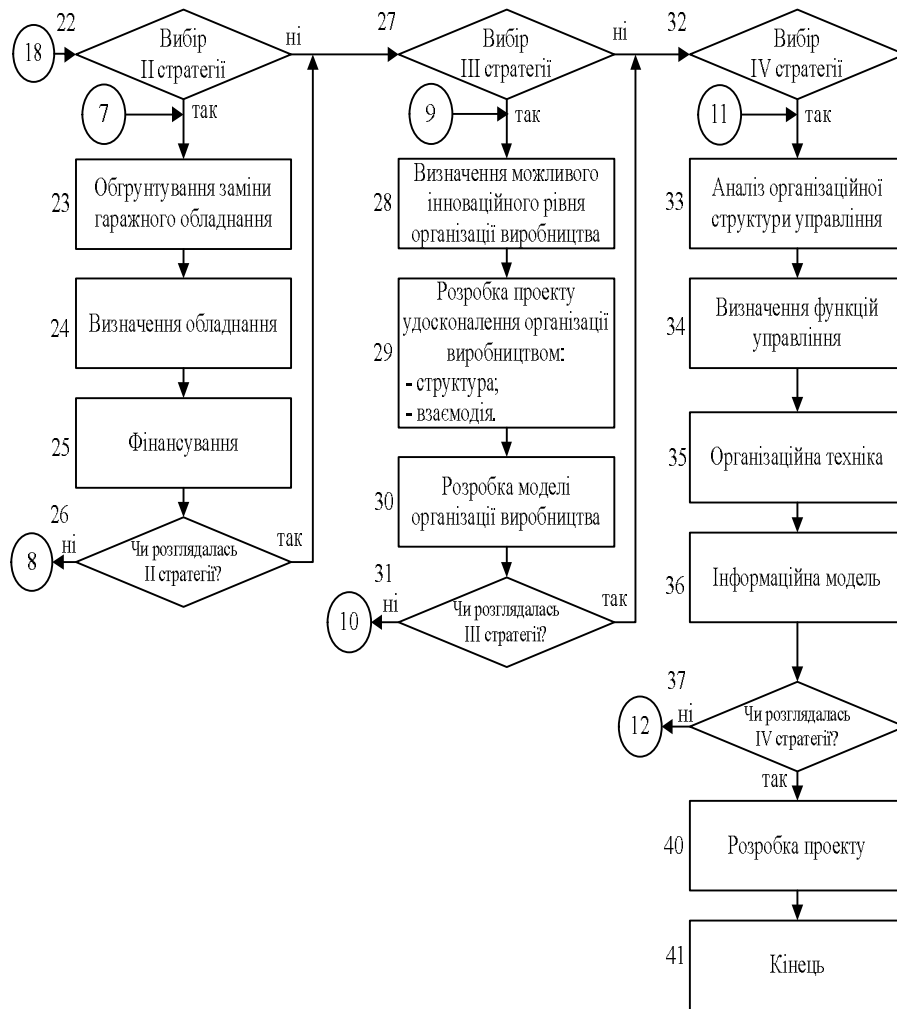 22
18
Вибір
II стратегії
ні
7
так
23
Обгрунтування заміни
гаражного обладнання
24
Визначення обладнання
25
Фінансування
26
ні
8
Чи розглядалась
II стратегії?
так
27
Вибір
III стратегії
ні
9
так
28
Визначення можливого
інноваційного рівня
організації виробництва
29
Розробка проекту
удосконалення організації
виробництвом:
- структура;
- взаємодія.
30
Розробка моделі
організації виробництва
31
ні
10
Чи розглядалась
III стратегії?
так
32
Вибір
IV стратегії
11
так
33
Аналіз організаційної
структури управління
34
Визначення функцій
управління
35
Організаційна техніка
36
Інформаційна модель
37
ні
12
Чи розглядалась
IV стратегії?
так
40
Розробка проекту
41
Кінець